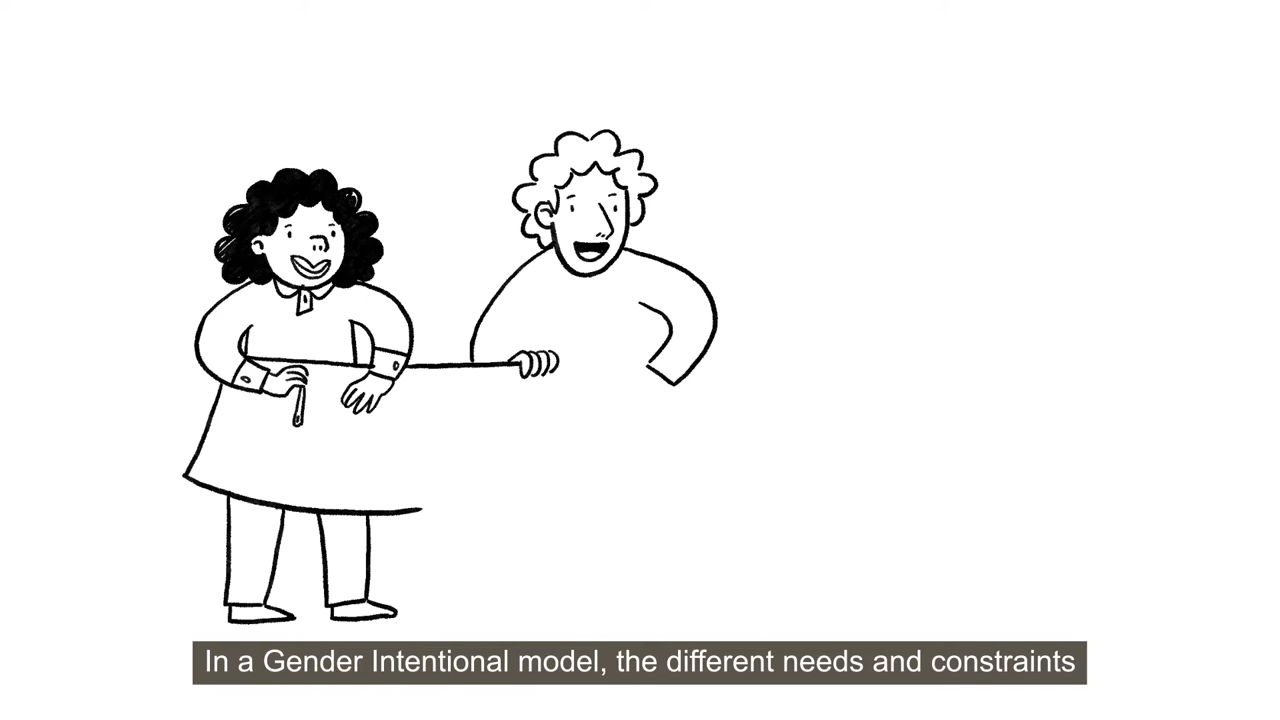 In a Gender Intentional model, the different needs and constraints